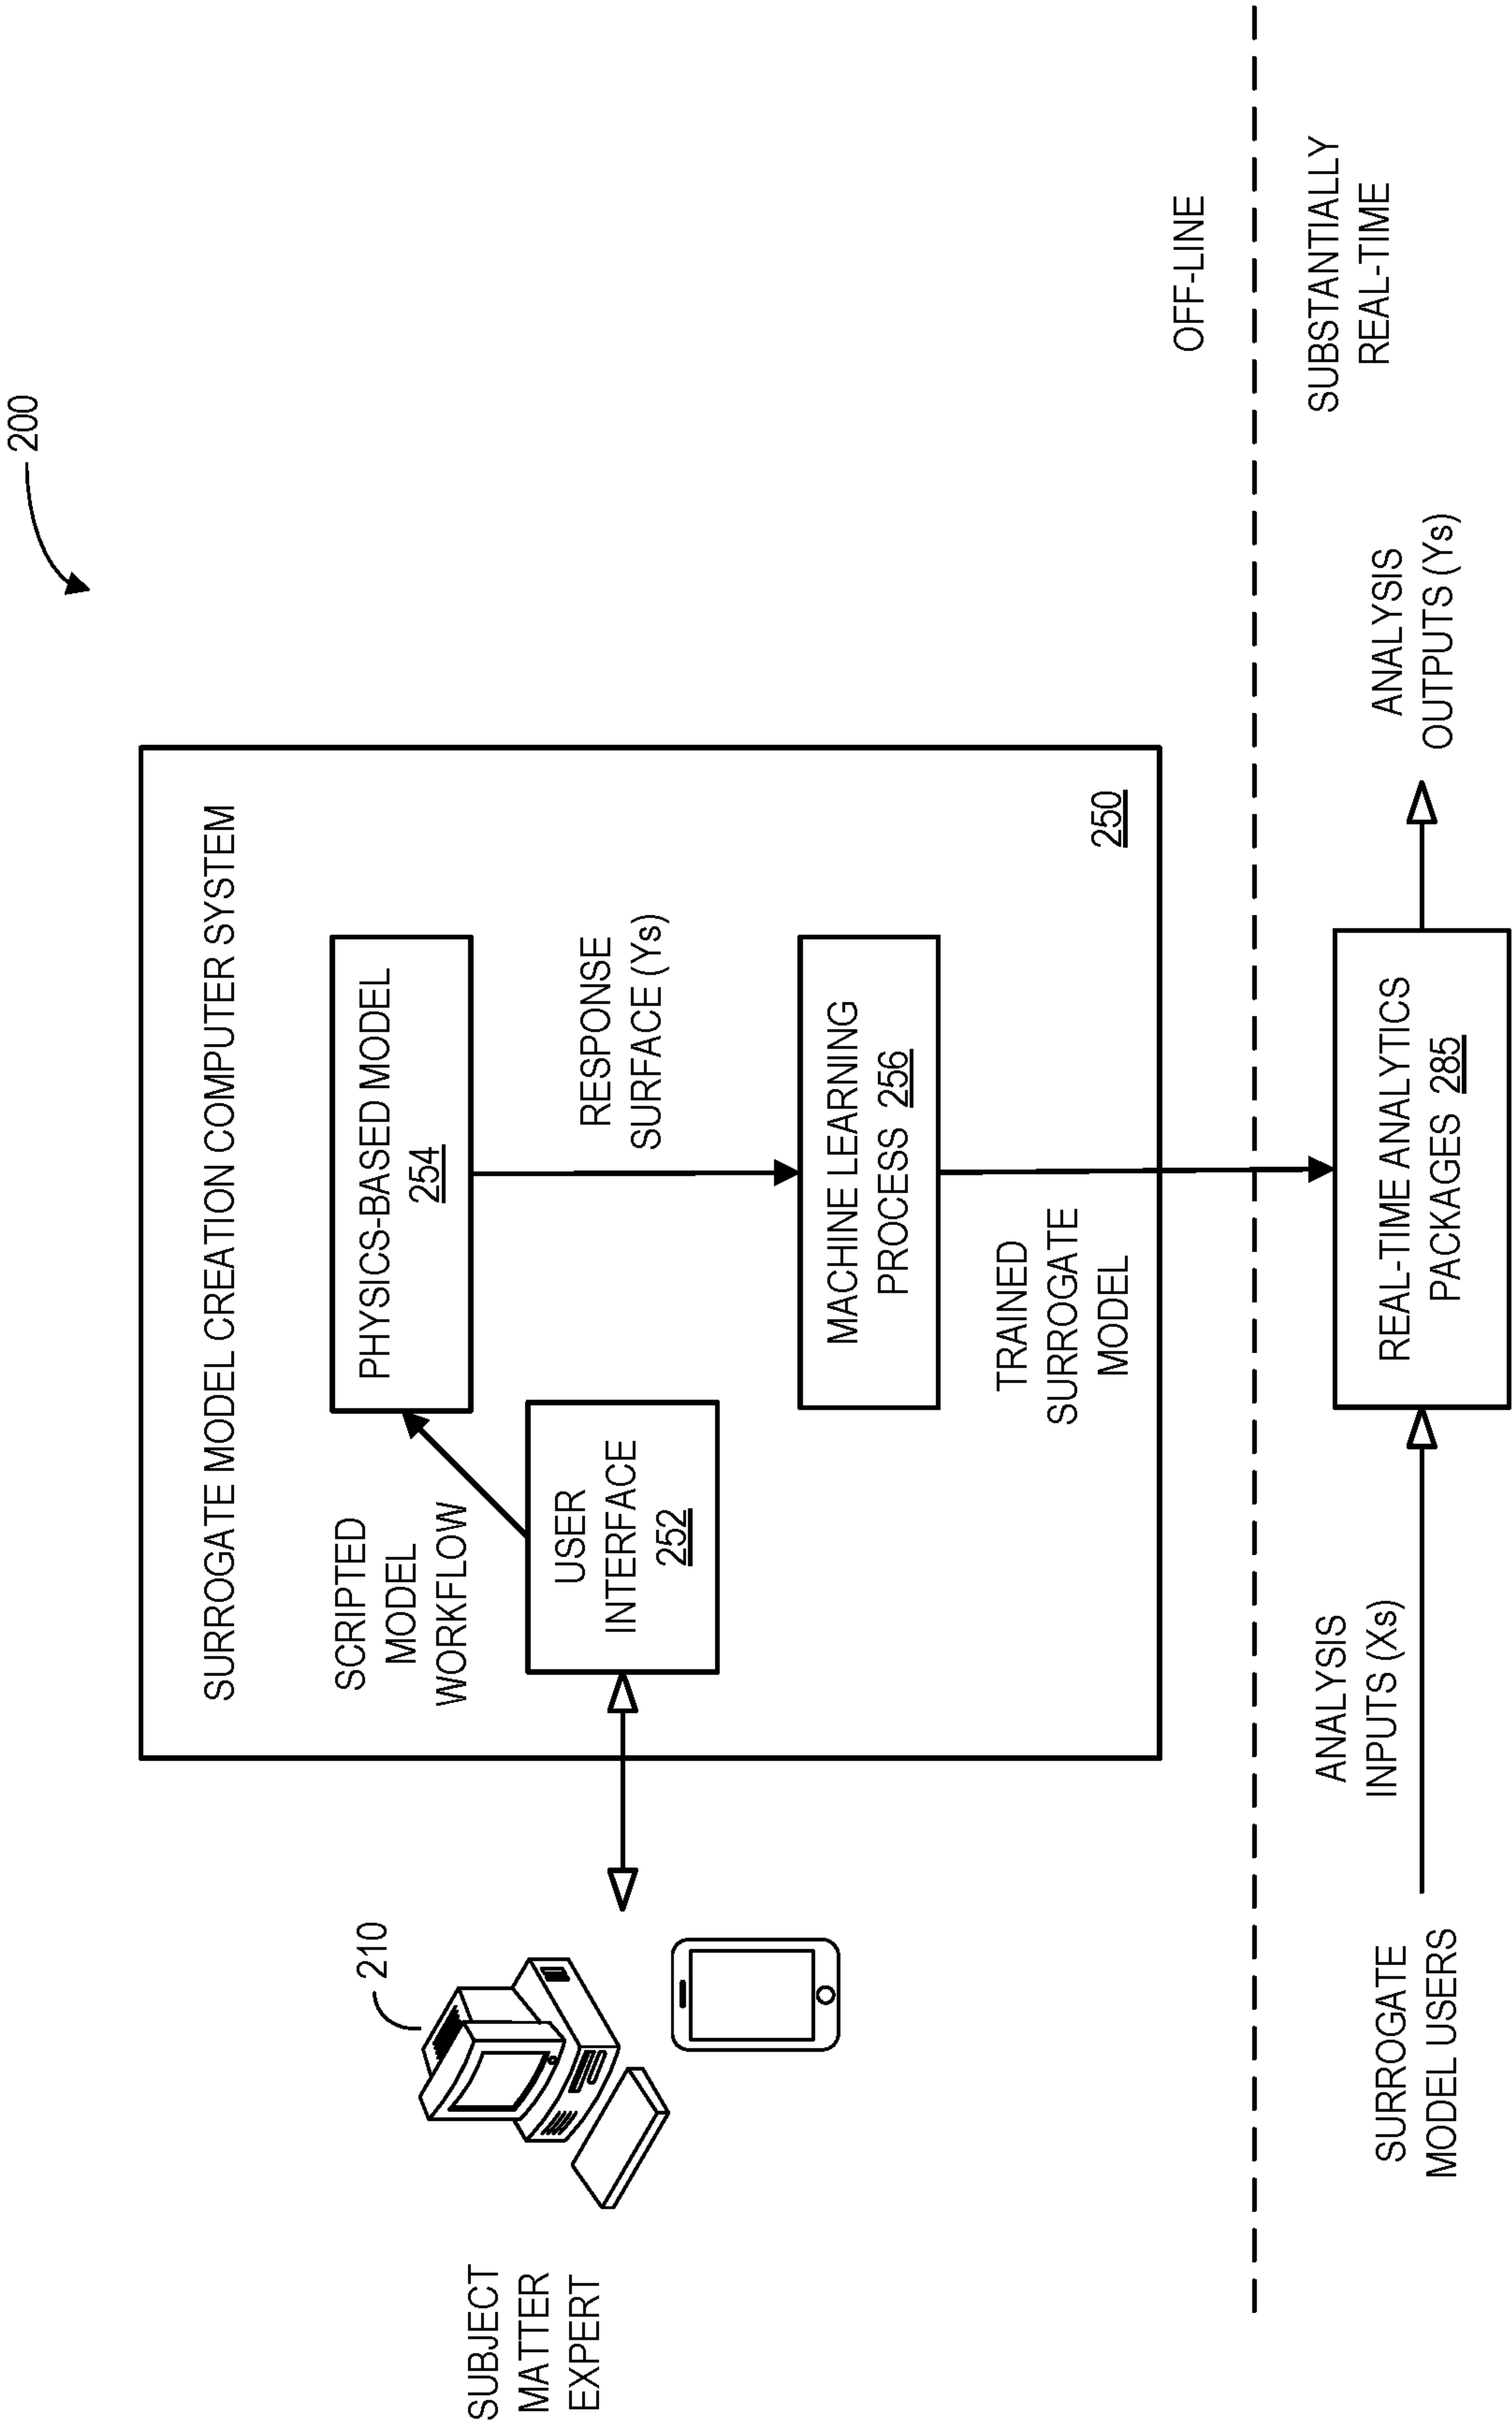 200
SURROGATE MODEL CREATION COMPUTER SYSTEM
210
SCRIPTED
MODEL
WORKFLOW
PHYSICS-BASED MODEL
254
SUBJECT
MATTER
EXPERT
USER
INTERFACE
252
RESPONSE
SURFACE (Ys)
MACHINE LEARNING
PROCESS 256
TRAINED
SURROGATE
MODEL
250
OFF-LINE
SUBSTANTIALLY
REAL-TIME
SURROGATE
MODEL USERS
ANALYSIS
INPUTS (Xs)
REAL-TIME ANALYTICS
PACKAGES 285
ANALYSIS
OUTPUTS (Ys)